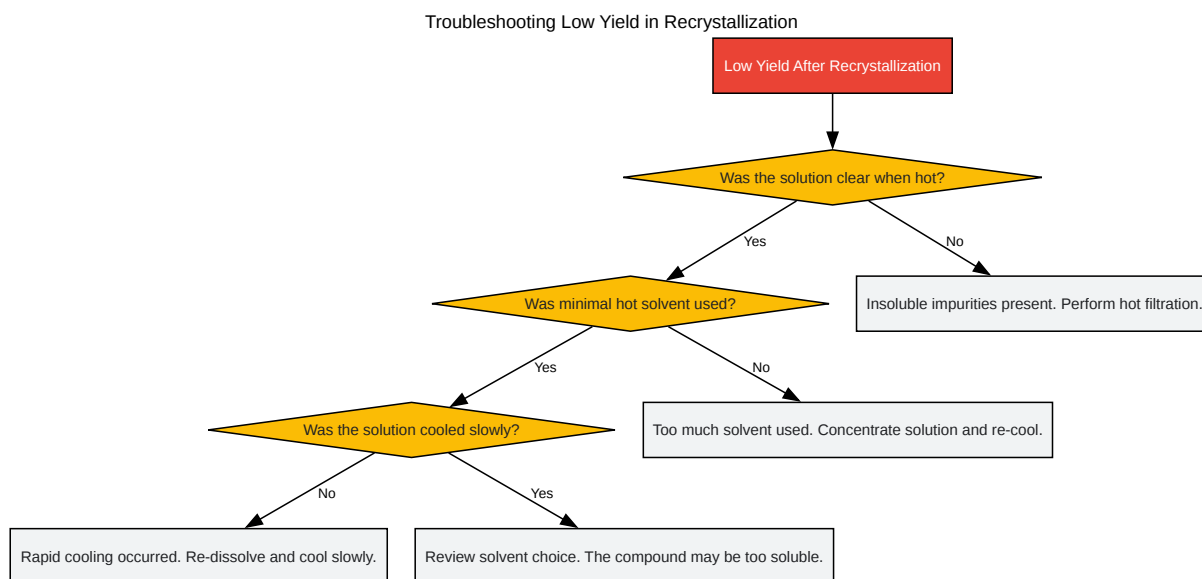 Troubleshooting Low Yield in Recrystallization
Low Yield After Recrystallization
Was the solution clear when hot?
Yes
No
Was minimal hot solvent used?
Insoluble impurities present. Perform hot filtration.
Yes
No
Was the solution cooled slowly?
Too much solvent used. Concentrate solution and re-cool.
No
Yes
Rapid cooling occurred. Re-dissolve and cool slowly.
Review solvent choice. The compound may be too soluble.